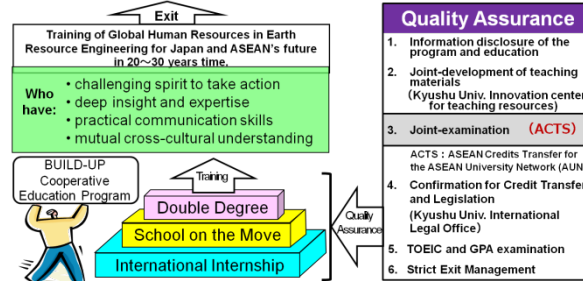 Exit
Training of Global Human Resources in Earth
Resource Engineering for Japan and ASEAN's future
in 20～30 years time.
Who
have:
• challenging spirit to take action
• deep insight and expertise
• practical communication skills
• mutual cross-cultural understanding
BUILD-UP
Cooperative
Education Program
Training
Double Degree
School on the Move
International Internship
Quality
Assurance
Quality Assurance
1. Information disclosure of the
program and education
2. Joint-development of teaching
materials
(Kyushu Univ. Innovation center
for teaching resources)
3. Joint-examination (ACTS)
ACTS : ASEAN Credits Transfer for
the ASEAN University Network (AUN
4. Confirmation for Credit Transfer
and Legislation
(Kyushu Univ. International
Legal Office)
5. TOEIC and GPA examination
6. Strict Exit Management